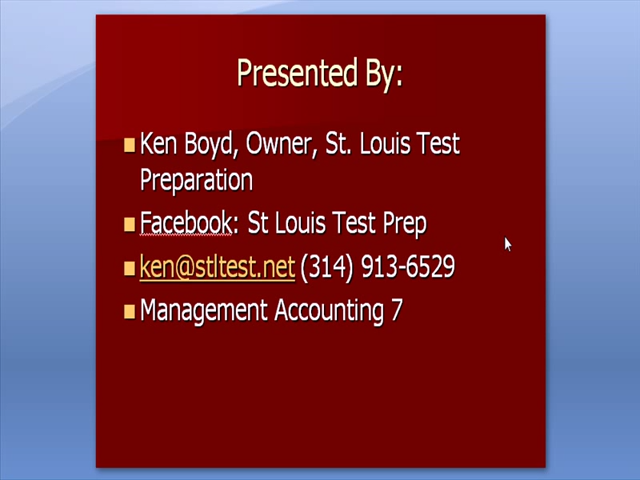 Presented By:
Ken Boyd, Owner, St. Louis Test
Preparation
Facebook: St Louis Test Prep
ken@stltest.net (314) 913-6529
Management Accounting 7